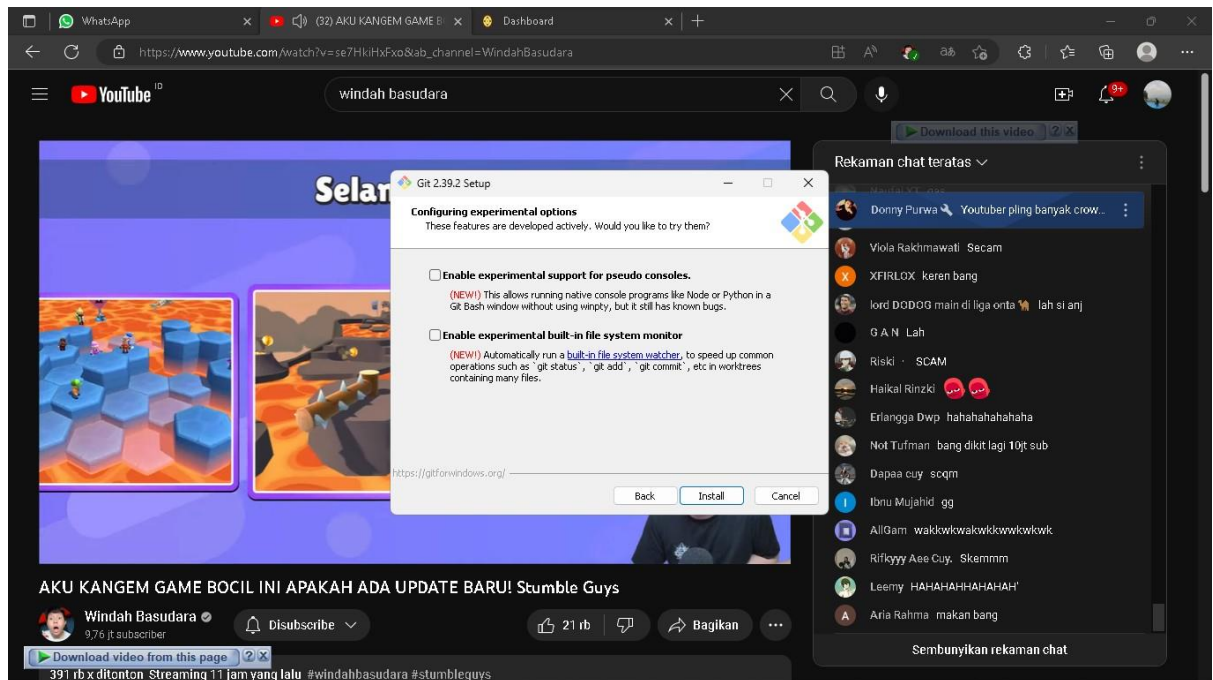 WhatsApp
(32) AKU KANGEM GAME B
Dashboard
https://www.youtube.com/watch?v=se7HkiHxFxo&ab_channel=WindahBasudara
YouTube ID
windah basudara
9+
Download this video ? X
Selan
Git 2.39.2 Setup
Configuring experimental options
These features are developed actively. Would you like to try them?
Enable experimental support for pseudo consoles.
(NEW!) This allows running native console programs like Node or Python in a
Git Bash window without using winpty, but it still has known bugs.
Enable experimental built-in file system monitor
(NEW!) Automatically run a built-in file system watcher, to speed up common
operations such as `git status`, `git add`, `git commit`, etc in worktrees
containing many files.
https://gitforwindows.org/
Back
Install
Cancel
Rekaman chat teratas
Donny Purwa Youtuber pling banyak crow...
Viola Rakhmawati Secam
X
XFIRLOX keren bang
lord DODOG main di liga onta lah si anj
G A N Lah
Riski · SCAM
Haikal Rinzki
Erlangga Dwp hahahahahahaha
Not Tufman bang dikit lagi 10jt sub
Dapaa cuy scqm
I
Ibnu Mujahid gg
AllGam wakkwkwakwkkwwkwkwk
Rifkyyy Aee Cuy. Skemmm
Leemy HAHAHAHHAHAHAH'
A
Aria Rahma makan bang
Sembunyikan rekaman chat
AKU KANGEM GAME BOCIL INI APAKAH ADA UPDATE BARU! Stumble Guys
Windah Basudara
9,76 jt subscriber
Disubscribe
21 rb
Bagikan
Download video from this page ? X
391 rb x ditonton Streaming 11 jam yang lalu #windahbasudara #stumbleguys